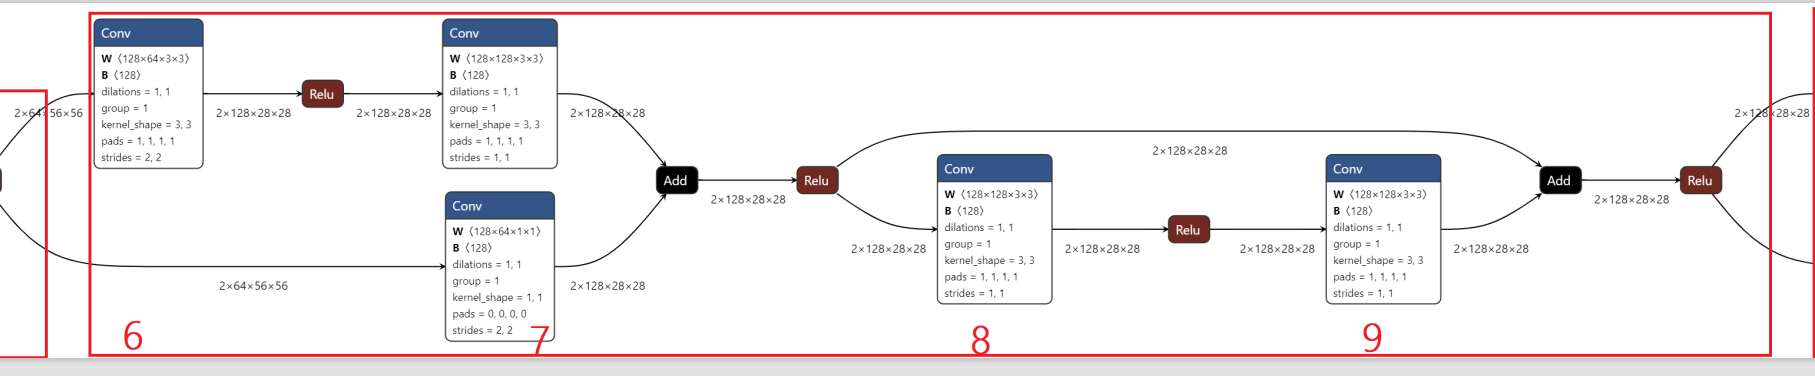 2×64×56×56
Conv
W ⟨128×64×3×3⟩
B ⟨128⟩
dilations = 1, 1
group = 1
kernel_shape = 3, 3
pads = 1, 1, 1, 1
strides = 2, 2
2×128×28×28
Relu
2×128×28×28
Conv
W ⟨128×128×3×3⟩
B ⟨128⟩
dilations = 1, 1
group = 1
kernel_shape = 3, 3
pads = 1, 1, 1, 1
strides = 1, 1
2×128×28×28
2×64×56×56
Conv
W ⟨128×64×1×1⟩
B ⟨128⟩
dilations = 1, 1
group = 1
kernel_shape = 1, 1
pads = 0, 0, 0, 0
strides = 2, 2
2×128×28×28
Add
2×128×28×28
Relu
2×128×28×28
2×128×28×28
Conv
W ⟨128×128×3×3⟩
B ⟨128⟩
dilations = 1, 1
group = 1
kernel_shape = 3, 3
pads = 1, 1, 1, 1
strides = 1, 1
2×128×28×28
Relu
2×128×28×28
Conv
W ⟨128×128×3×3⟩
B ⟨128⟩
dilations = 1, 1
group = 1
kernel_shape = 3, 3
pads = 1, 1, 1, 1
strides = 1, 1
2×128×28×28
Add
2×128×28×28
Relu
2×128×28×28
6
7
8
9